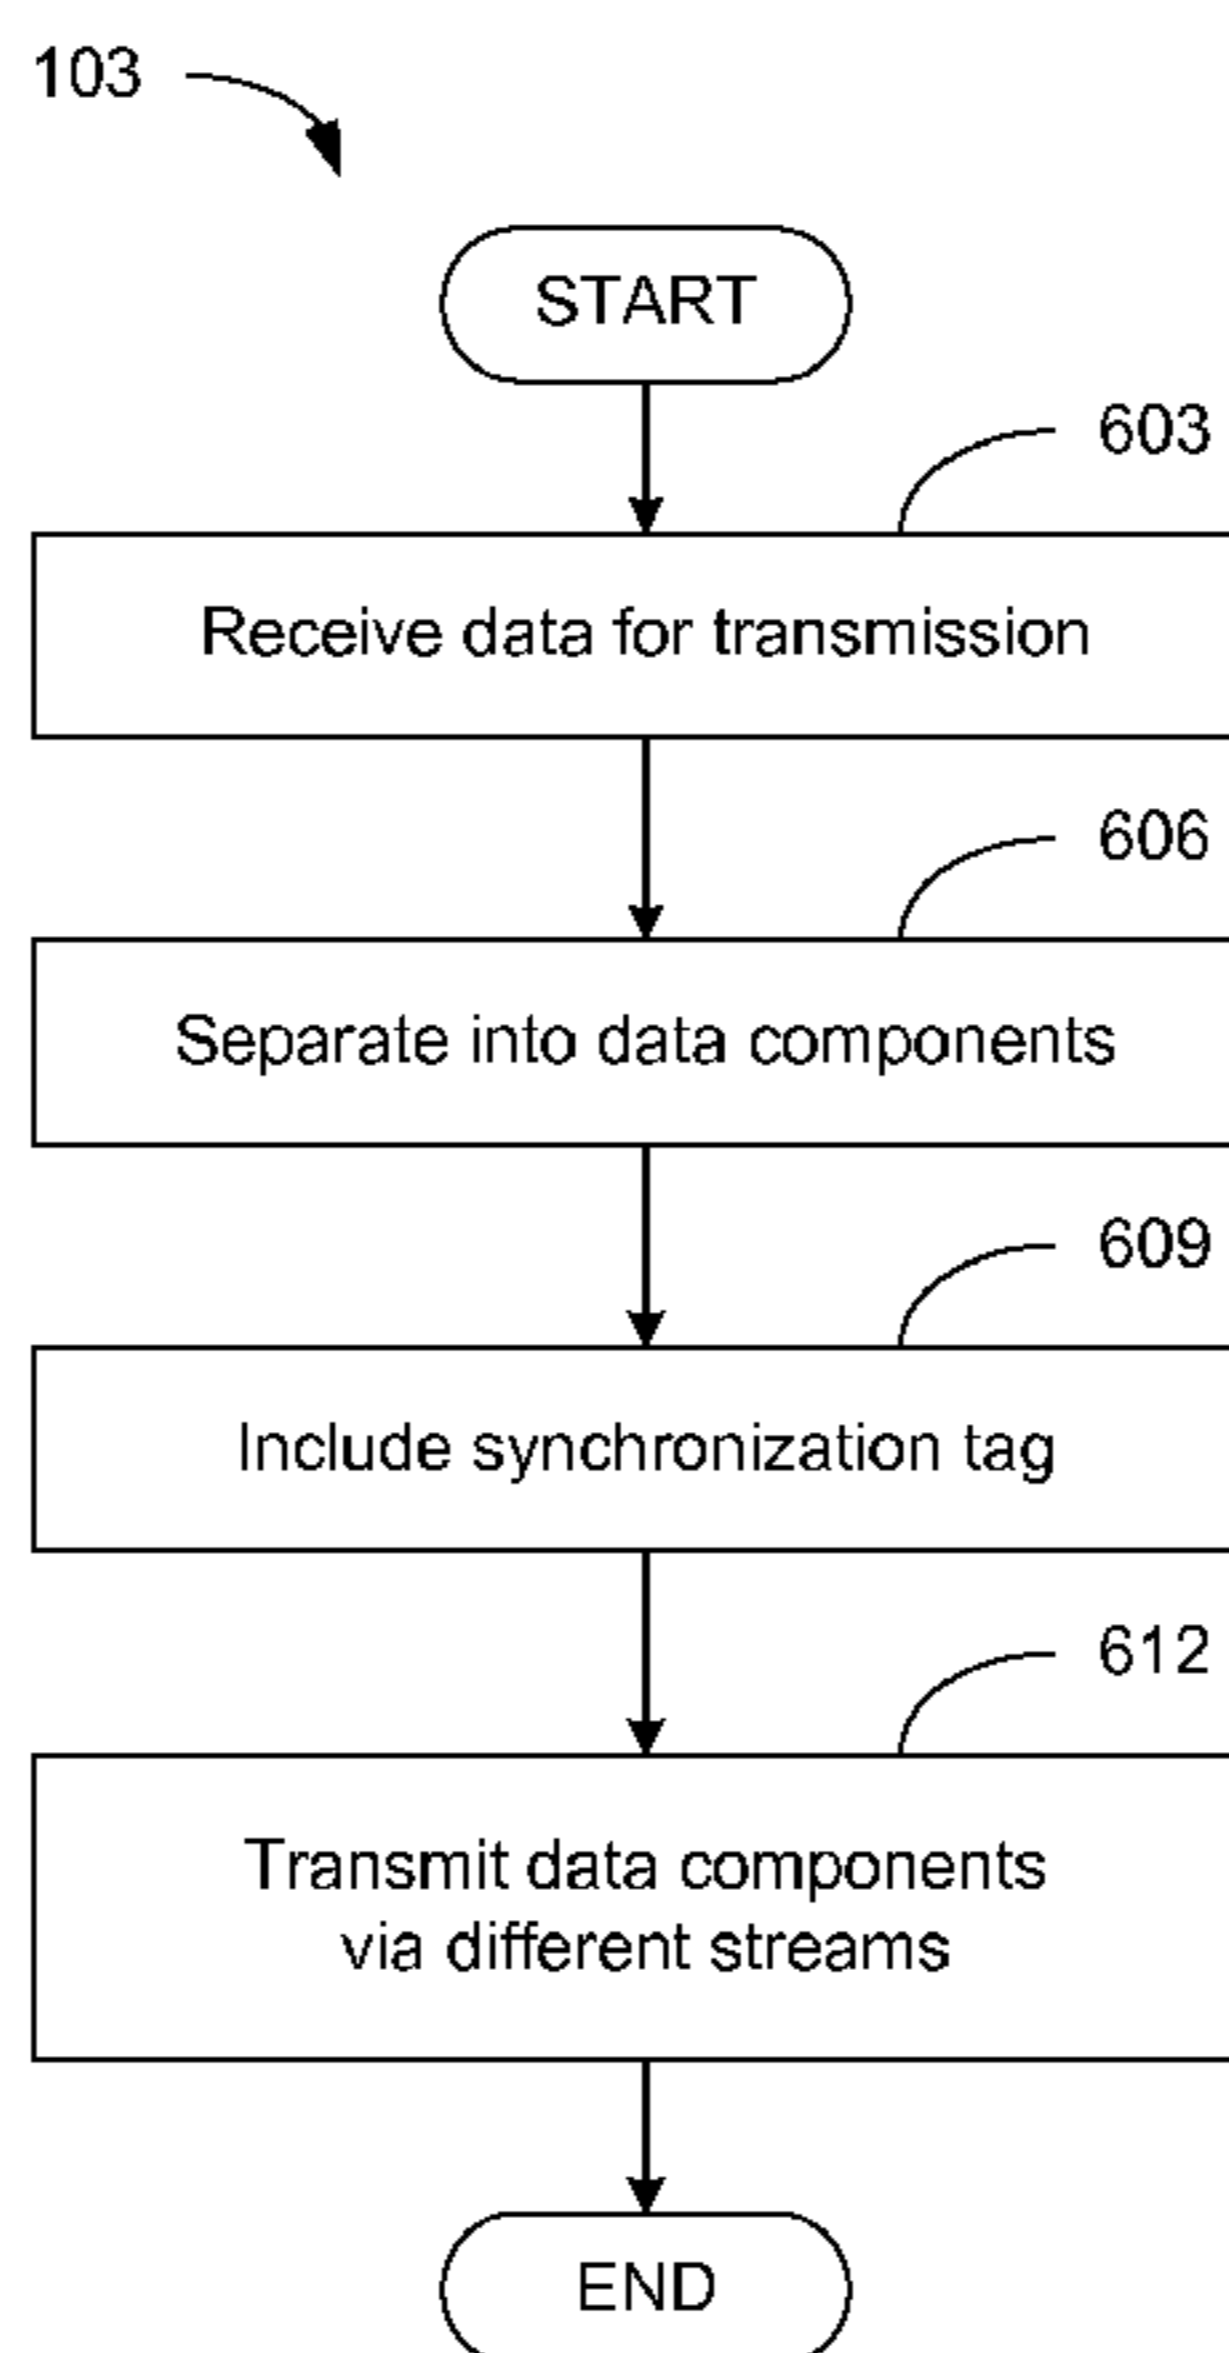 103
START
603
Receive data for transmission
606
Separate into data components
609
Include synchronization tag
612
Transmit data components
via different streams
END